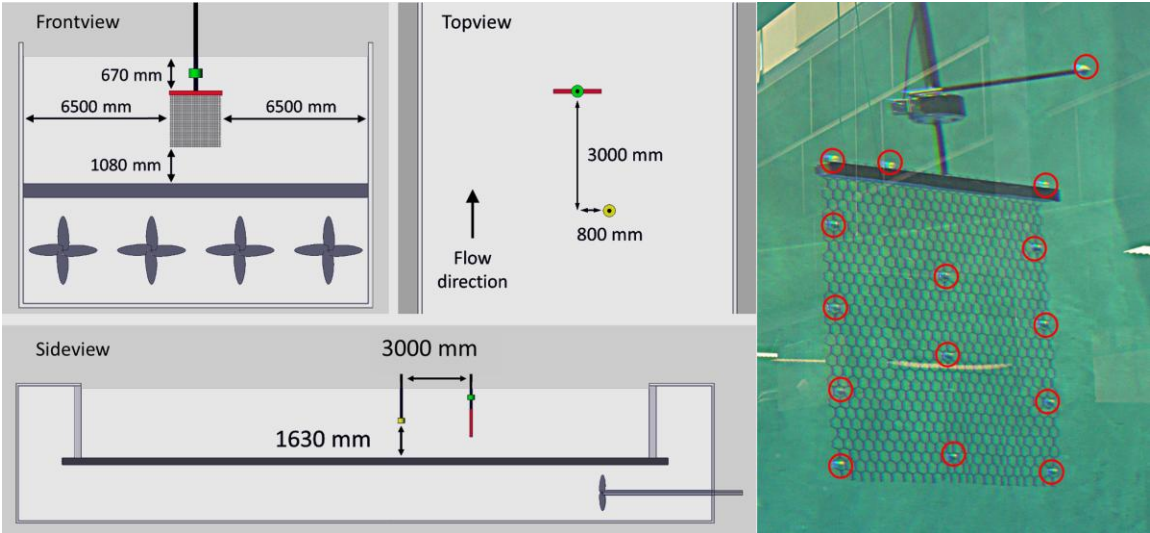 Frontview
670 mm
6500 mm
6500 mm
1080 mm
Topview
3000 mm
800 mm
Flow
direction
Sideview
3000 mm
1630 mm